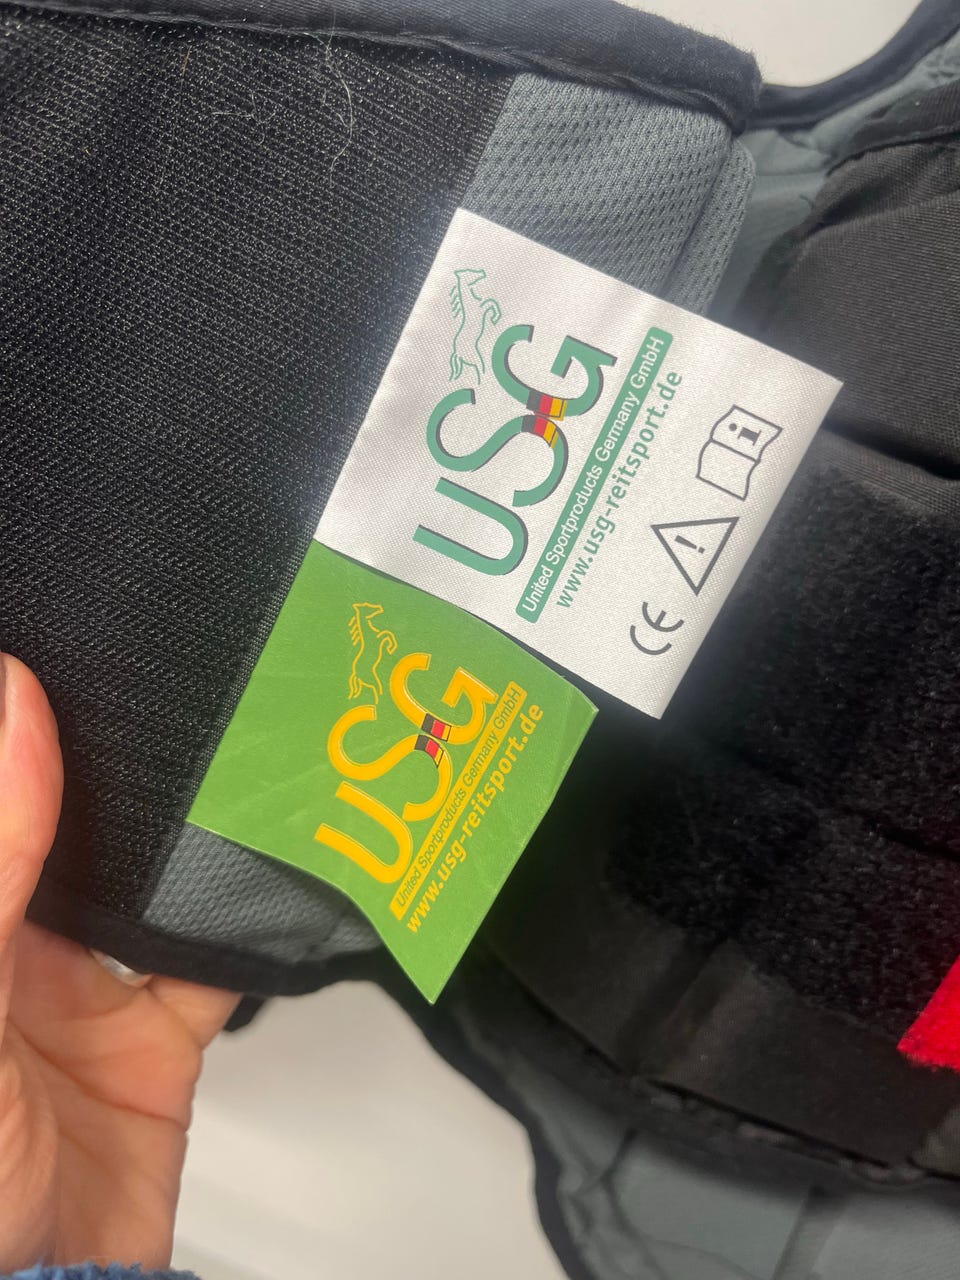 USG
United Sportproducts Germany GmbH
www.usg-reitsport.de
CE
USG
United Sportproducts Germany GmbH
www.usg-reitsport.de